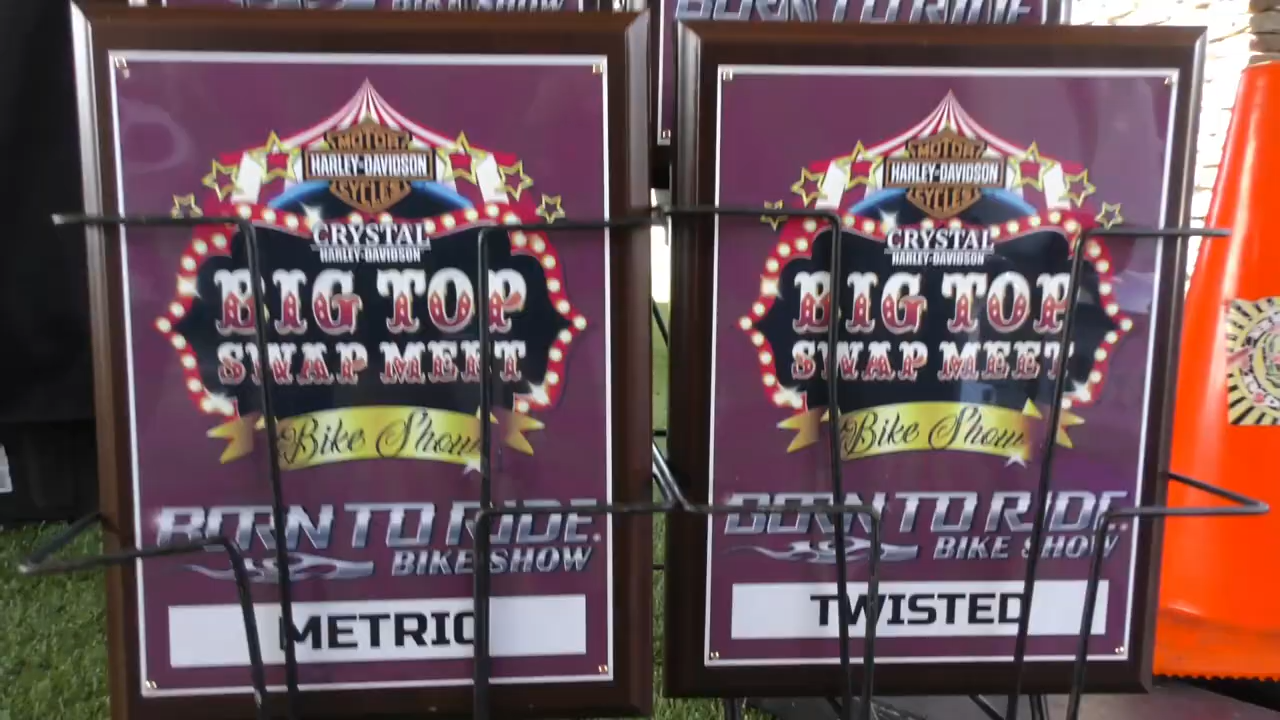 BIKE SHOW
BORN TO RIDE
MOTOR
HARLEY-DAVIDSON
CYCLES
CRYSTAL
HARLEY-DAVIDSON
BIG TOP
SWAP MEET
Bike Show
BORN TO RIDE.
BIKE SHOW
METRIC
MOTOR
HARLEY-DAVIDSON
CYCLES
CRYSTAL
HARLEY-DAVIDSON
BIG TOP
SWAP MEET
Bike Show
BORN TO RIDE.
BIKE SHOW
TWISTED